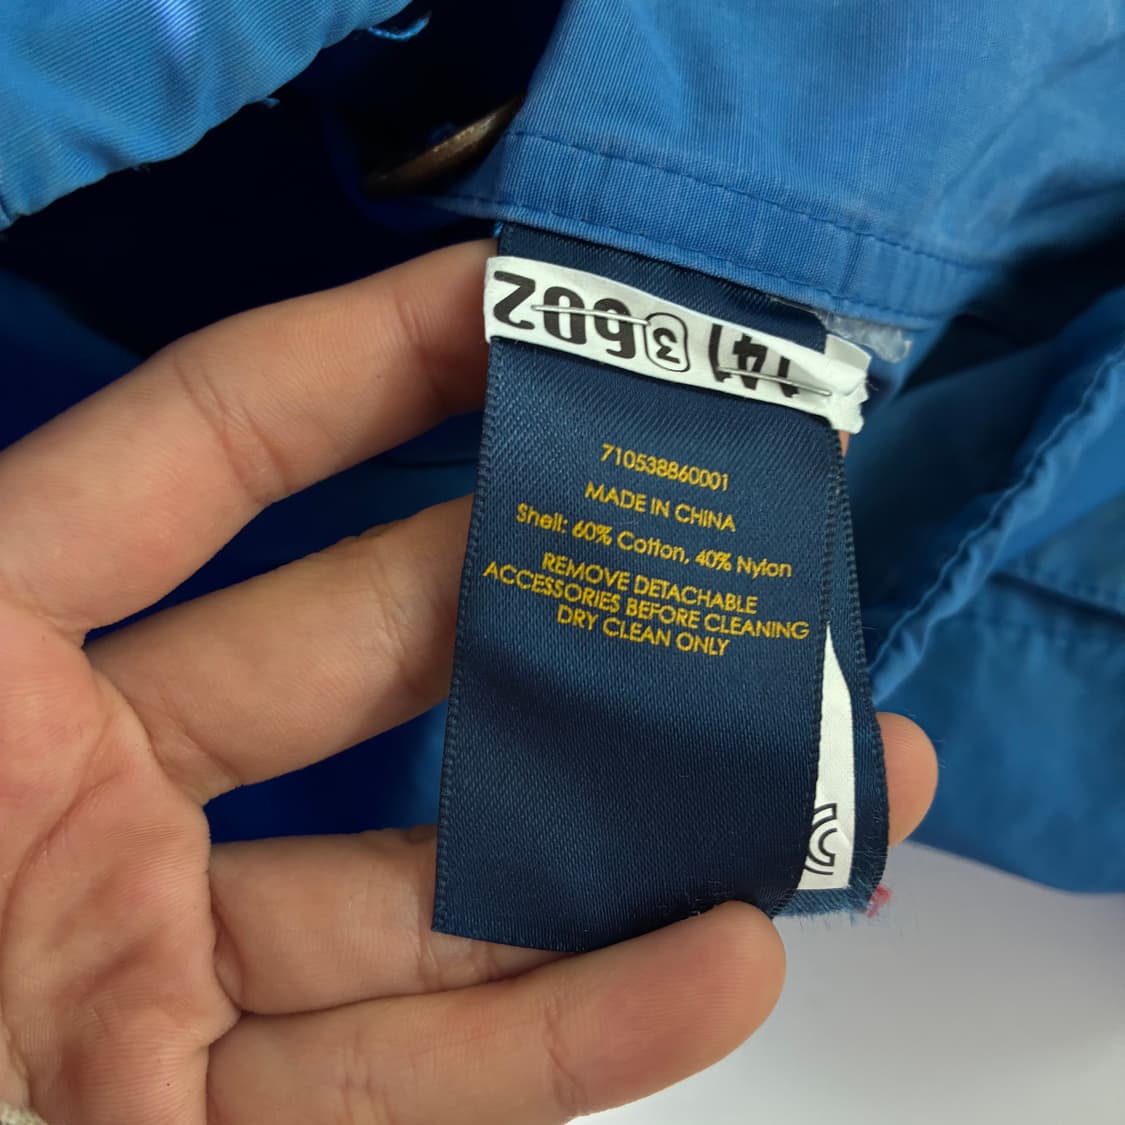 710538860001
MADE IN CHINA
Shell: 60% Cotton, 40% Nylon
REMOVE DETACHABLE
ACCESSORIES BEFORE CLEANING
DRY CLEAN ONLY